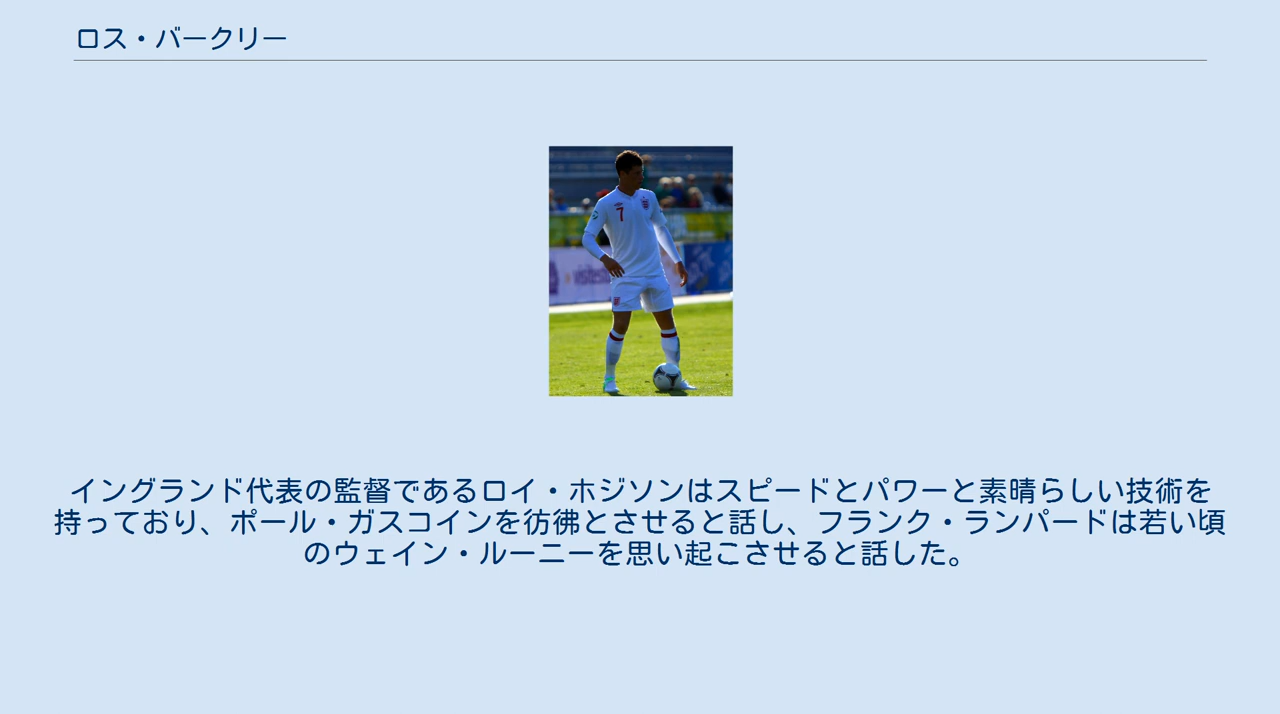 ロス・バークリー
7
イングランド代表の監督であるロイ・ホジソンはスピードとパワーと素晴らしい技術を
持っており、ポール・ガスコインを彷彿とさせると話し、フランク・ランパードは若い頃
のウェイン・ルーニーを思い起こさせると話した。